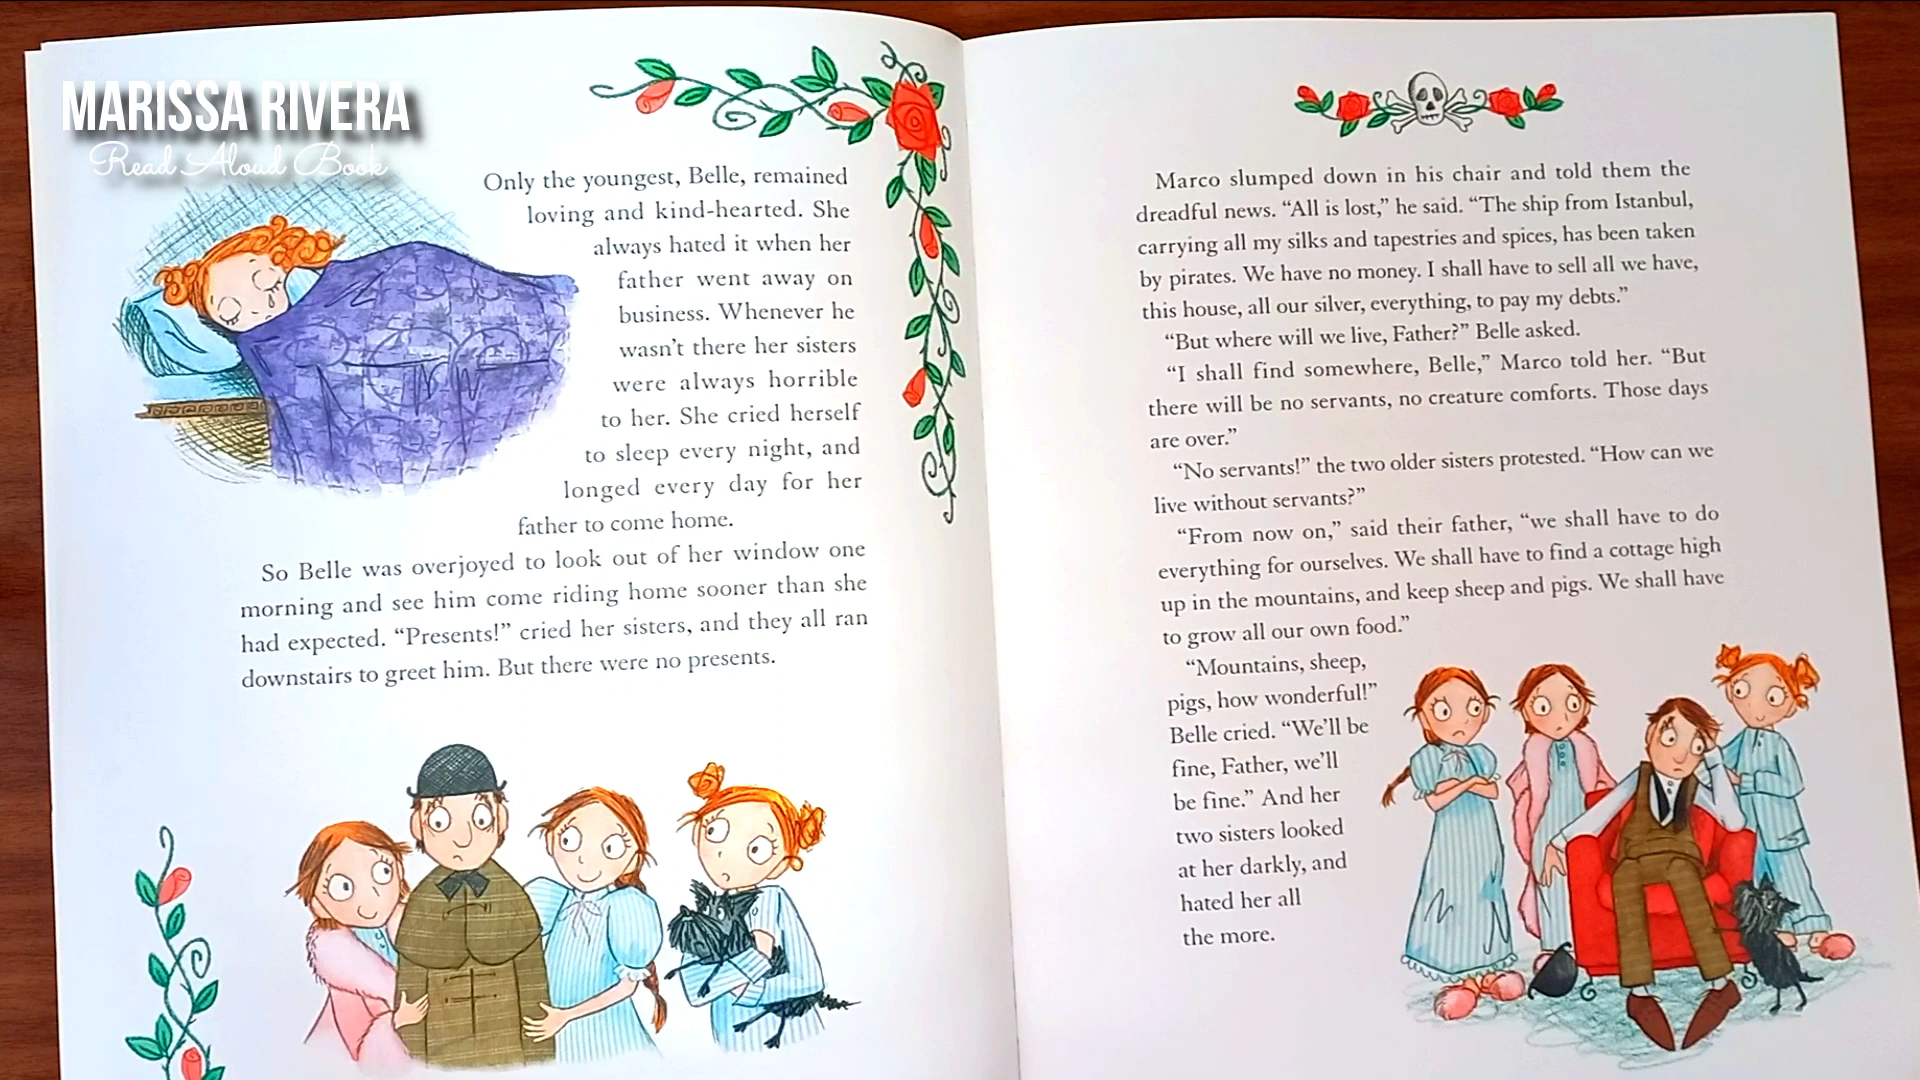 MARISSA RIVERA
Read Aloud Book
Only the youngest, Belle, remained
loving and kind-hearted. She
always hated it when her
father went away on
business. Whenever he
wasn't there her sisters
were always horrible
to her. She cried herself
to sleep every night, and
longed every day for her
father to come home.
So Belle was overjoyed to look out of her window one
morning and see him come riding home sooner than she
had expected. “Presents!” cried her sisters, and they all ran
downstairs to greet him. But there were no presents.
Marco slumped down in his chair and told them the
dreadful news. “All is lost,” he said. “The ship from Istanbul,
carrying all my silks and tapestries and spices, has been taken
by pirates. We have no money. I shall have to sell all we have,
this house, all our silver, everything, to pay my debts.”
“But where will we live, Father?” Belle asked.
“I shall find somewhere, Belle,” Marco told her. “But
there will be no servants, no creature comforts. Those days
are over.”
“No servants!” the two older sisters protested. “How can we
live without servants?”
“From now on,” said their father, “we shall have to do
everything for ourselves. We shall have to find a cottage high
up in the mountains, and keep sheep and pigs. We shall have
to grow all our own food.”
“Mountains, sheep,
pigs, how wonderful!”
Belle cried. “We'll be
fine, Father, we'll
be fine.” And her
two sisters looked
at her darkly, and
hated her all
the more.